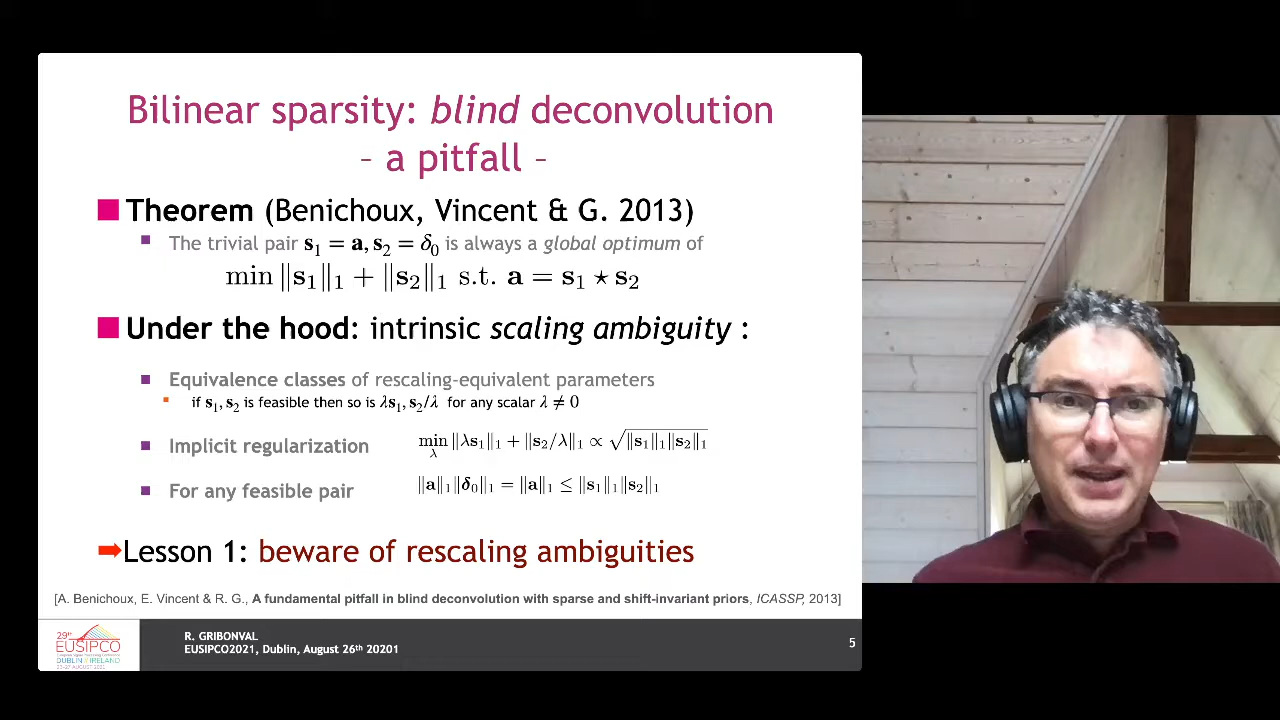 Bilinear sparsity: blind deconvolution
– a pitfall –
Theorem (Benichoux, Vincent & G. 2013)
The trivial pair s₁ = a, s₂ = δ₀ is always a global optimum of
min ‖s₁‖₁ + ‖s₂‖₁ s.t. a = s₁ ⋆ s₂
Under the hood: intrinsic scaling ambiguity :
Equivalence classes of rescaling-equivalent parameters
if s₁, s₂ is feasible then so is λs₁, s₂/λ for any scalar λ ≠ 0
Implicit regularization min_λ ‖λs₁‖₁ + ‖s₂/λ‖₁ ∝ √‖s₁‖₁‖s₂‖₁
For any feasible pair ‖a‖₁‖δ₀‖₁ = ‖a‖₁ ≤ ‖s₁‖₁‖s₂‖₁
➡Lesson 1: beware of rescaling ambiguities
[A. Benichoux, E. Vincent & R. G., A fundamental pitfall in blind deconvolution with sparse and shift-invariant priors, ICASSP, 2013]
29th
EUSIPCO
DUBLIN IRELAND
R. GRIBONVAL
EUSIPCO2021, Dublin, August 26th 20201
5